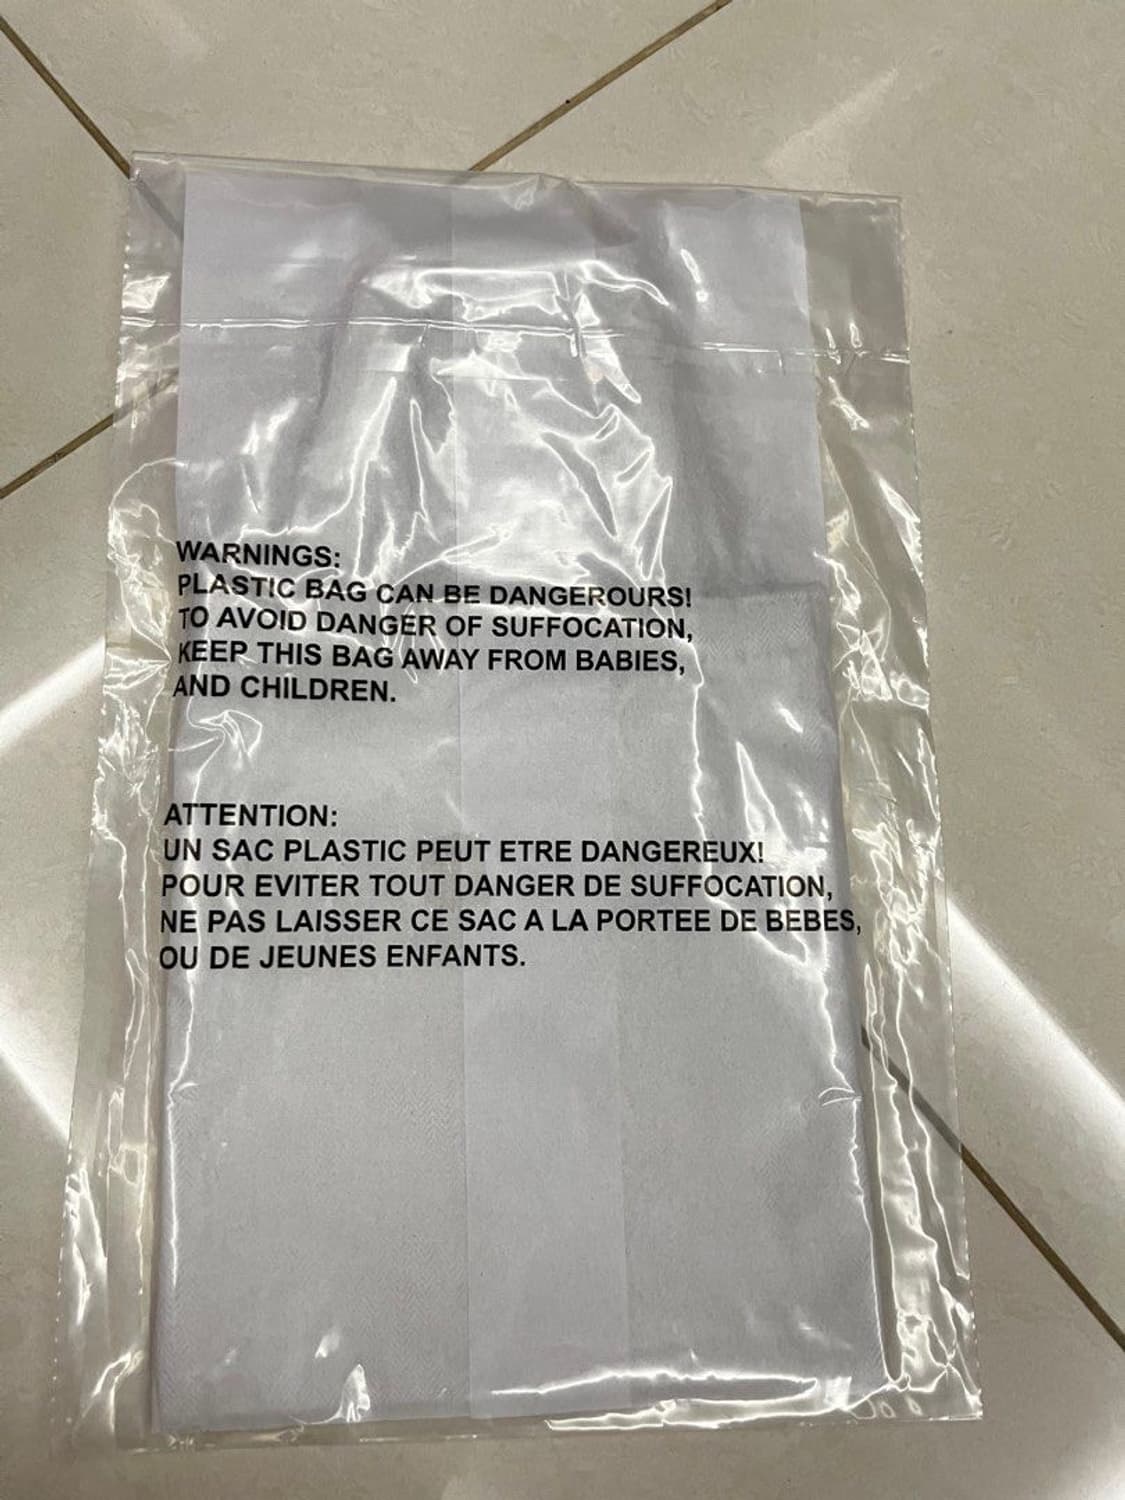 WARNINGS:
PLASTIC BAG CAN BE DANGEROURS!
TO AVOID DANGER OF SUFFOCATION,
KEEP THIS BAG AWAY FROM BABIES,
AND CHILDREN.
ATTENTION:
UN SAC PLASTIC PEUT ETRE DANGEREUX!
POUR EVITER TOUT DANGER DE SUFFOCATION,
NE PAS LAISSER CE SAC A LA PORTEE DE BEBES,
OU DE JEUNES ENFANTS.